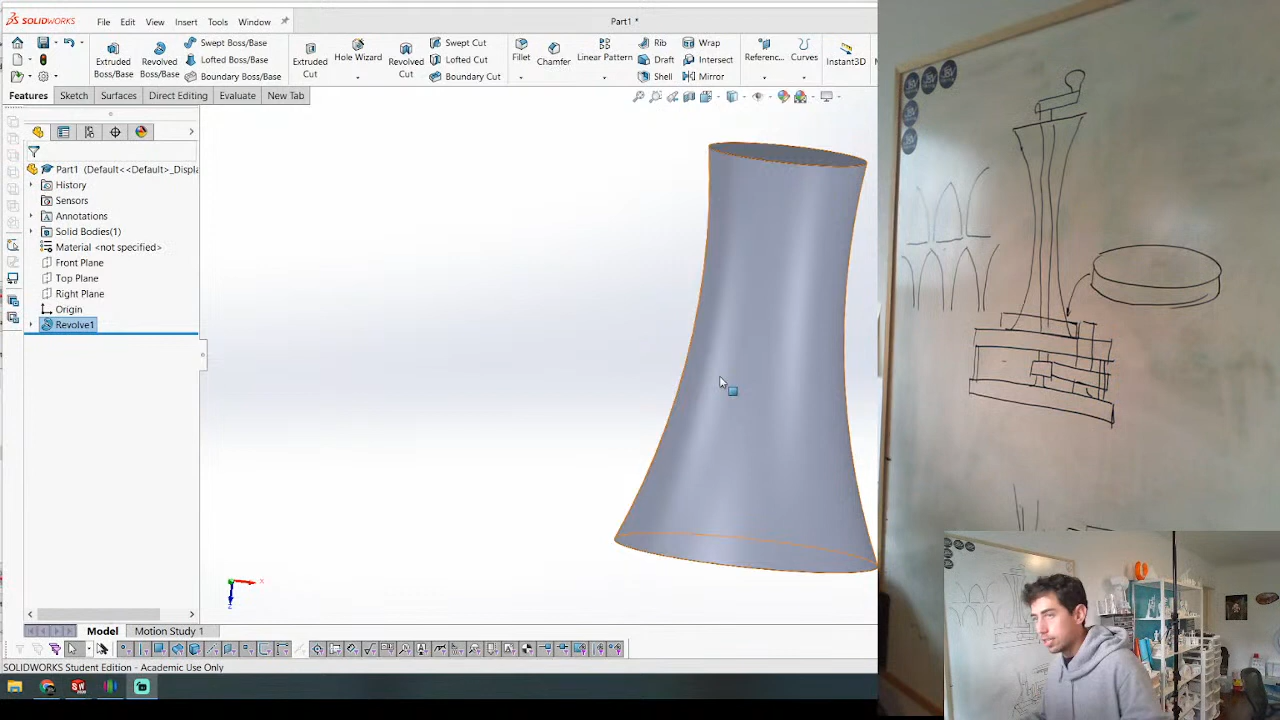 SOLIDWORKS File Edit View Insert Tools Window Part1 *
Extruded Boss/Base
Revolved Boss/Base
Swept Boss/Base
Lofted Boss/Base
Boundary Boss/Base
Extruded Cut
Hole Wizard
Revolved Cut
Swept Cut
Lofted Cut
Boundary Cut
Fillet
Chamfer
Linear Pattern
Rib
Draft
Shell
Wrap
Intersect
Mirror
Referenc...
Curves
Instant3D
Features Sketch Surfaces Direct Editing Evaluate New Tab
Part1 (Default<<Default>_Displa
History
Sensors
Annotations
Solid Bodies(1)
Material <not specified>
Front Plane
Top Plane
Right Plane
Origin
Revolve1
X
Z
Model Motion Study 1
SOLIDWORKS Student Edition - Academic Use Only